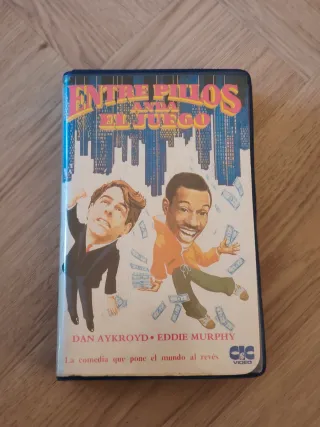 ENTRE PILLOS
ANDA
EL JUEGO
DAN AYKROYD • EDDIE MURPHY
La comedia que pone el mundo al revés
CIC
VIDEO